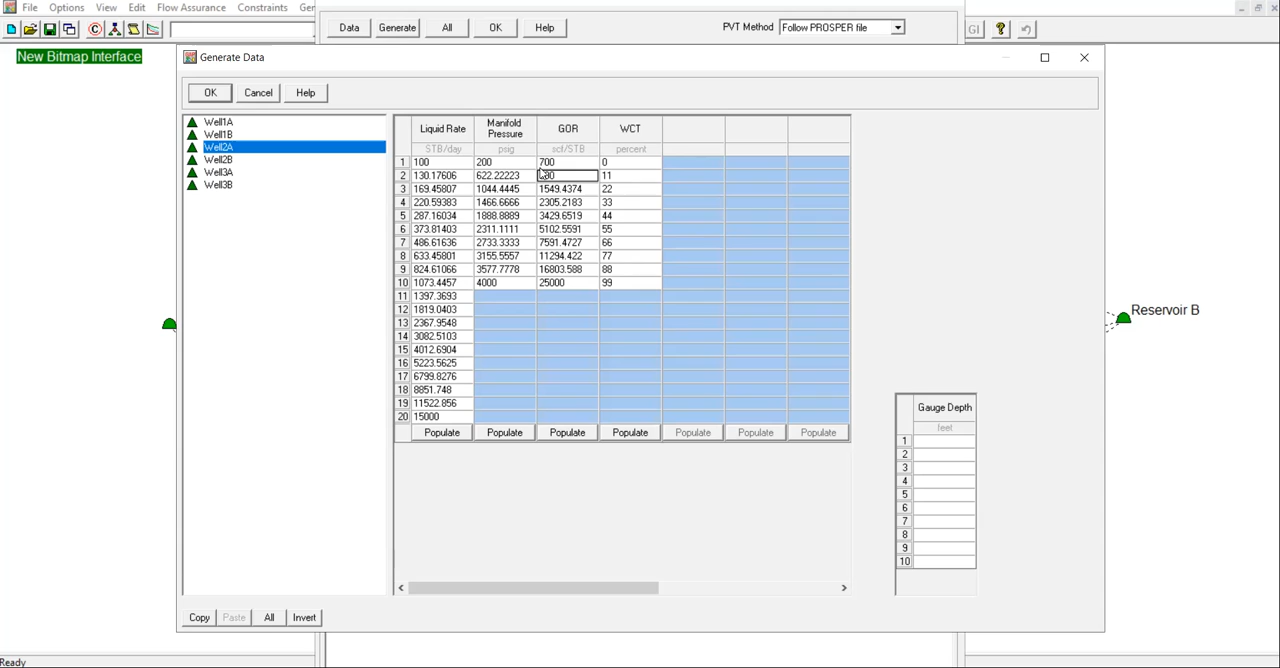 File Options View Edit Flow Assurance Constraints
Data Generate All OK Help PVT Method Follow PROSPER file
GI
New Bitmap Interface
Generate Data
OK Cancel Help
Well1A
Well1B
Well2A
Well2B
Well3A
Well3B
Liquid Rate Manifold Pressure GOR WCT
STB/day psig scf/STB percent
1 100 200 700 0
2 130.17606 622.22223 11
3 169.45807 1044.4445 1549.4374 22
4 220.59383 1466.6666 2305.2183 33
5 287.16034 1888.8889 3429.6519 44
6 373.81403 2311.1111 5102.5591 55
7 486.61636 2733.3333 7591.4727 66
8 633.45801 3155.5557 11294.422 77
9 824.61066 3577.7778 16803.588 88
10 1073.4457 4000 25000 99
11 1397.3693
12 1819.0403
13 2367.9548
14 3082.5103
15 4012.6904
16 5223.5625
17 6799.8276
18 8851.748
19 11522.856
20 15000
Populate Populate Populate Populate Populate Populate Populate
Gauge Depth
feet
1
2
3
4
5
6
7
8
9
10
Reservoir B
Copy Paste All Invert
Ready